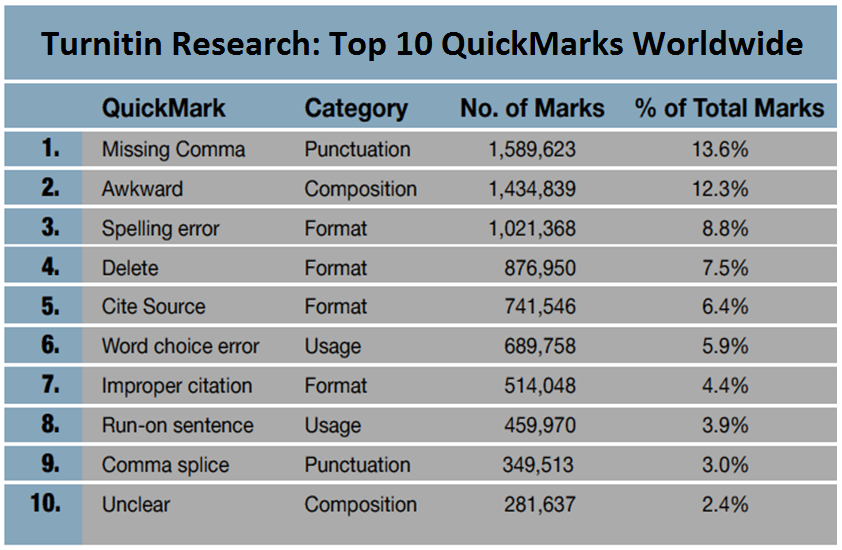 Turnitin Research: Top 10 QuickMarks Worldwide
QuickMark Category No. of Marks % of Total Marks
1. Missing Comma Punctuation 1,589,623 13.6%
2. Awkward Composition 1,434,839 12.3%
3. Spelling error Format 1,021,368 8.8%
4. Delete Format 876,950 7.5%
5. Cite Source Format 741,546 6.4%
6. Word choice error Usage 689,758 5.9%
7. Improper citation Format 514,048 4.4%
8. Run-on sentence Usage 459,970 3.9%
9. Comma splice Punctuation 349,513 3.0%
10. Unclear Composition 281,637 2.4%